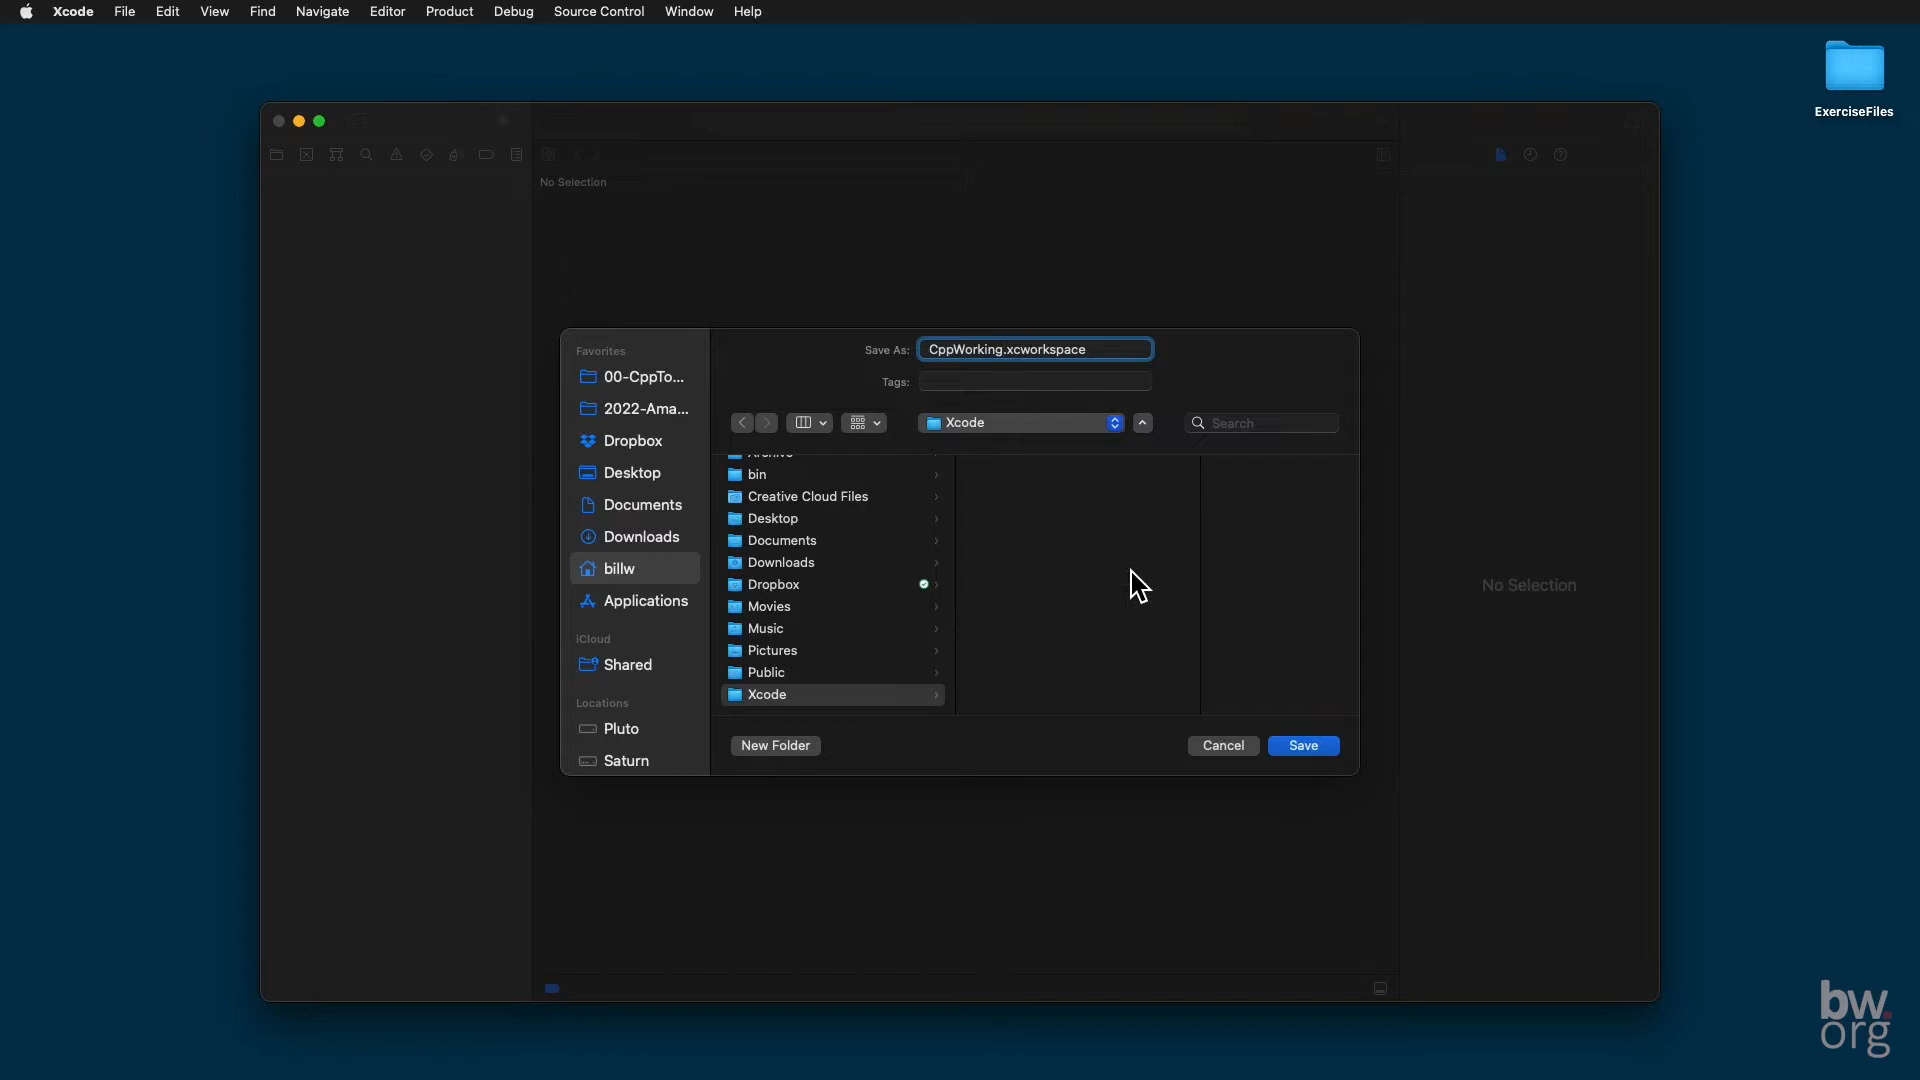 Xcode File Edit View Find Navigate Editor Product Debug Source Control Window Help
ExerciseFiles
No Selection
Favorites
00-CppTo...
2022-Ama...
Dropbox
Desktop
Documents
Downloads
billw
Applications
iCloud
Shared
Locations
Pluto
Saturn
Save As: CppWorking.xcworkspace
Tags:
Xcode
Search
bin
Creative Cloud Files
Desktop
Documents
Downloads
Dropbox
Movies
Music
Pictures
Public
Xcode
New Folder
Cancel
Save
No Selection
bw.
org